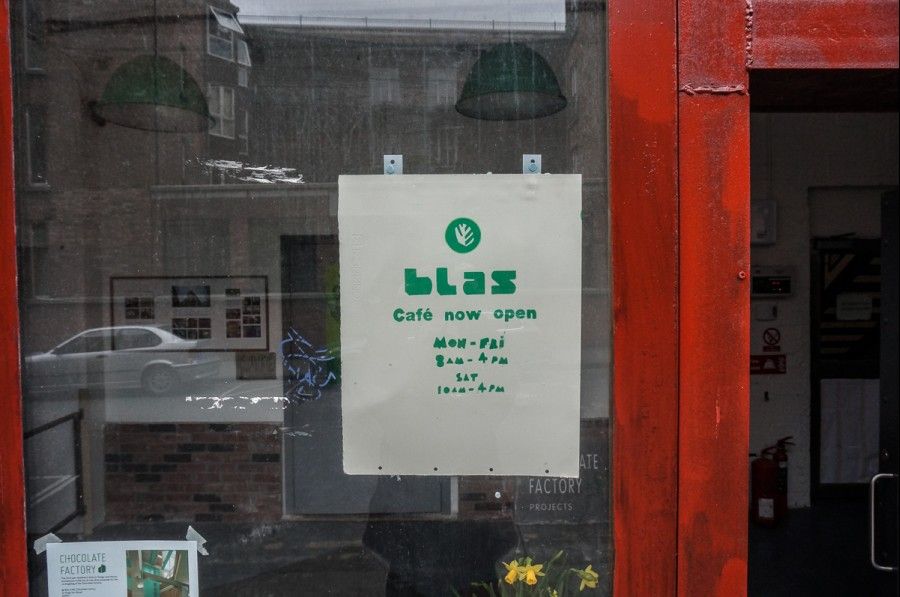 blas
Café now open
MON-FRI
8AM-4PM
SAT
10AM-4PM
ATE
FACTORY
PROJECTS
CHOCOLATE
FACTORY